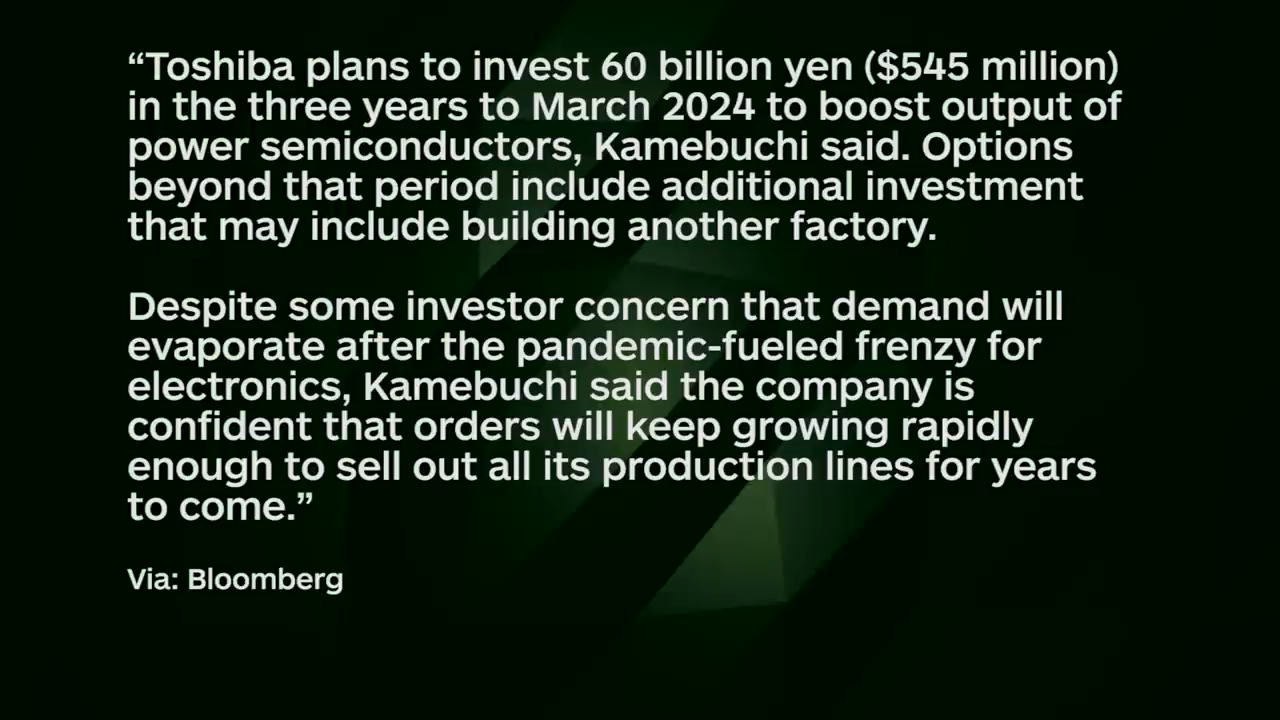 “Toshiba plans to invest 60 billion yen ($545 million)
in the three years to March 2024 to boost output of
power semiconductors, Kamebuchi said. Options
beyond that period include additional investment
that may include building another factory.
Despite some investor concern that demand will
evaporate after the pandemic-fueled frenzy for
electronics, Kamebuchi said the company is
confident that orders will keep growing rapidly
enough to sell out all its production lines for years
to come.”
Via: Bloomberg